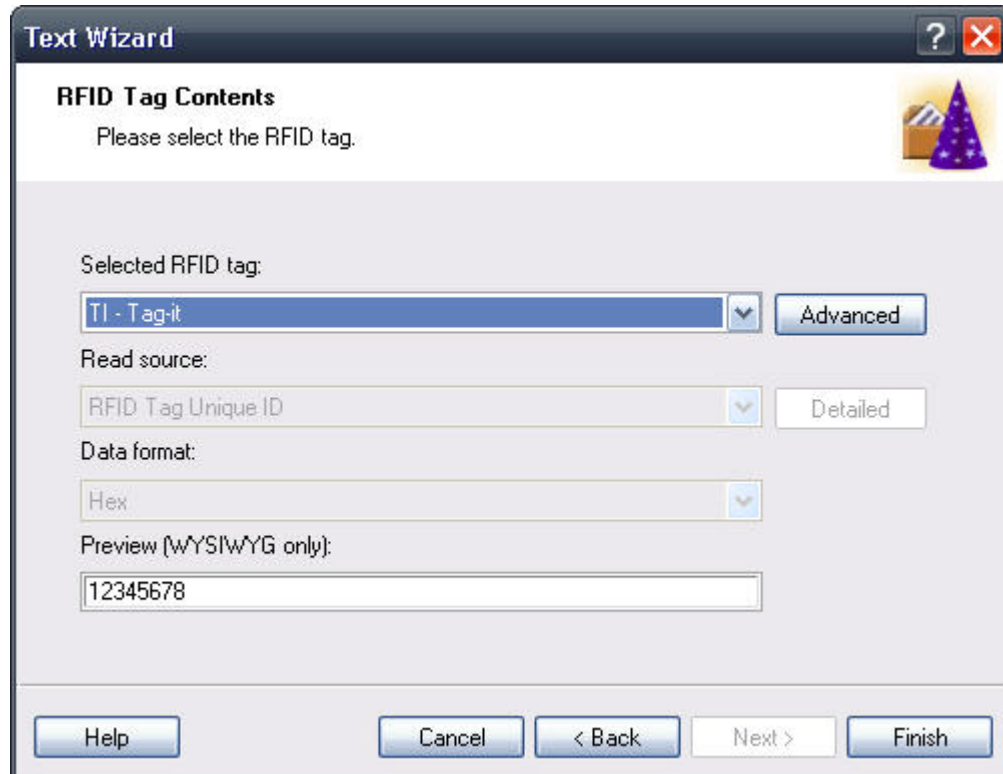 Text Wizard
?
RFID Tag Contents
Please select the RFID tag.
Selected RFID tag:
TI - Tag-it
Advanced
Read source:
RFID Tag Unique ID
Detailed
Data format:
Hex
Preview (WYSIWYG only):
12345678
Help
Cancel
< Back
Next >
Finish